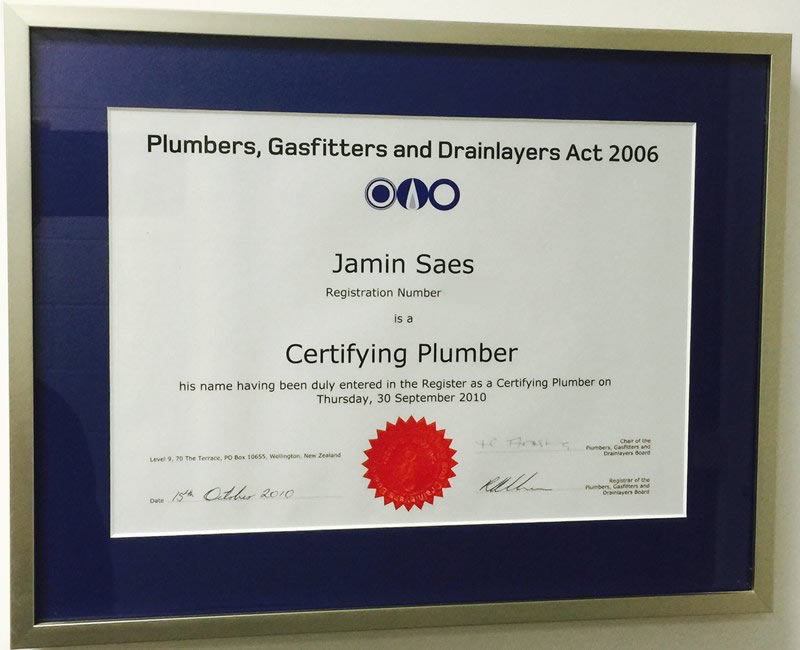 Plumbers, Gasfitters and Drainlayers Act 2006
Jamin Saes
Registration Number
is a
Certifying Plumber
his name having been duly entered in the Register as a Certifying Plumber on
Thursday, 30 September 2010
Level 9, 70 The Terrace, PO Box 10655, Wellington, New Zealand
Chair of the
Plumbers, Gasfitters and
Drainlayers Board
Date 15th October 2010
Registrar of the
Plumbers, Gasfitters and
Drainlayers Board